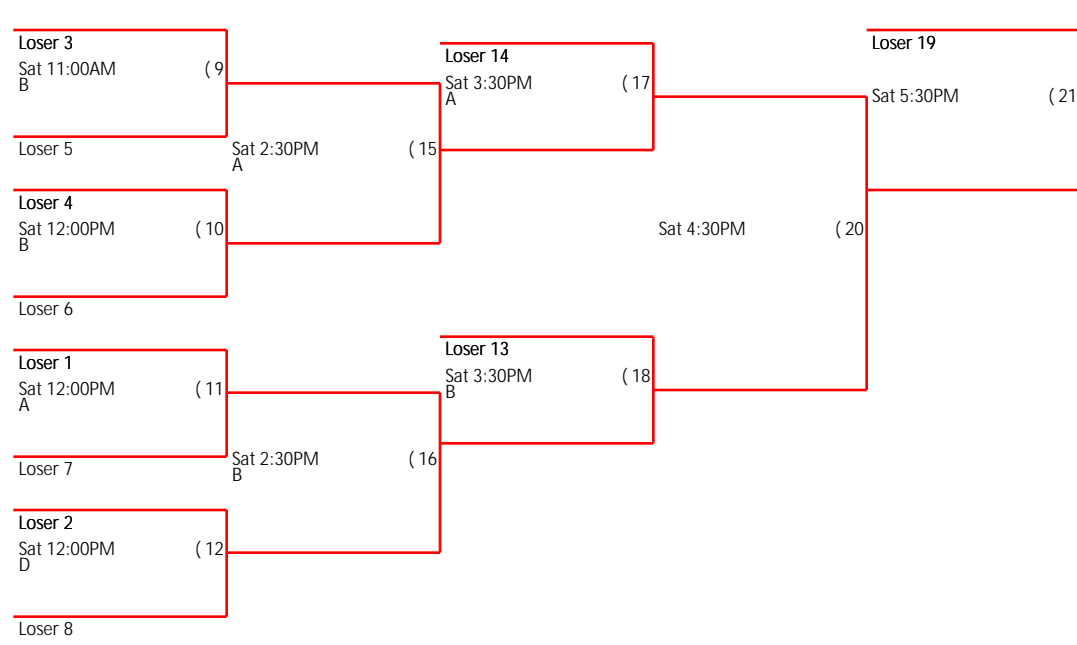 Loser 3
Sat 11:00AM ( 9
B
Loser 5
Sat 2:30PM ( 15
A
Loser 4
Sat 12:00PM ( 10
B
Loser 6
Loser 1
Sat 12:00PM ( 11
A
Loser 7
Sat 2:30PM ( 16
B
Loser 2
Sat 12:00PM ( 12
D
Loser 8
Loser 14
Sat 3:30PM ( 17
A
Sat 4:30PM ( 20
Loser 13
Sat 3:30PM ( 18
B
Loser 19
Sat 5:30PM ( 21